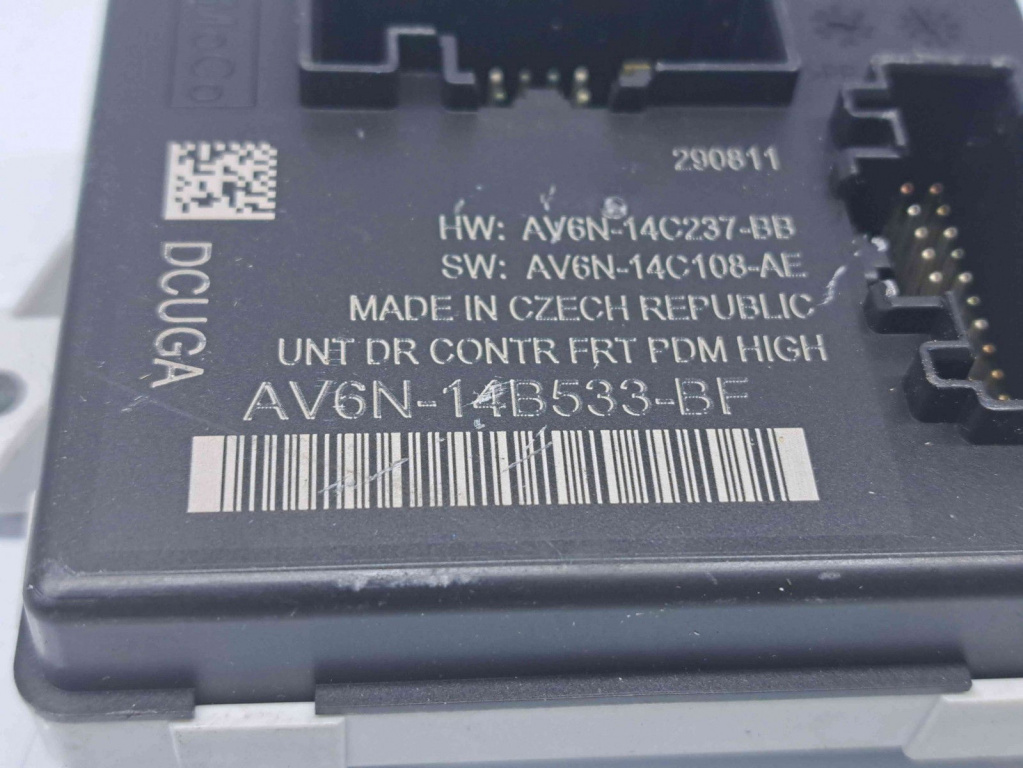 290811
HW: AV6N-14C237-BB
SW: AV6N-14C108-AE
MADE IN CZECH REPUBLIC
UNT DR CONTR FRT PDM HIGH
AV6N-14B533-BF
DCUGA